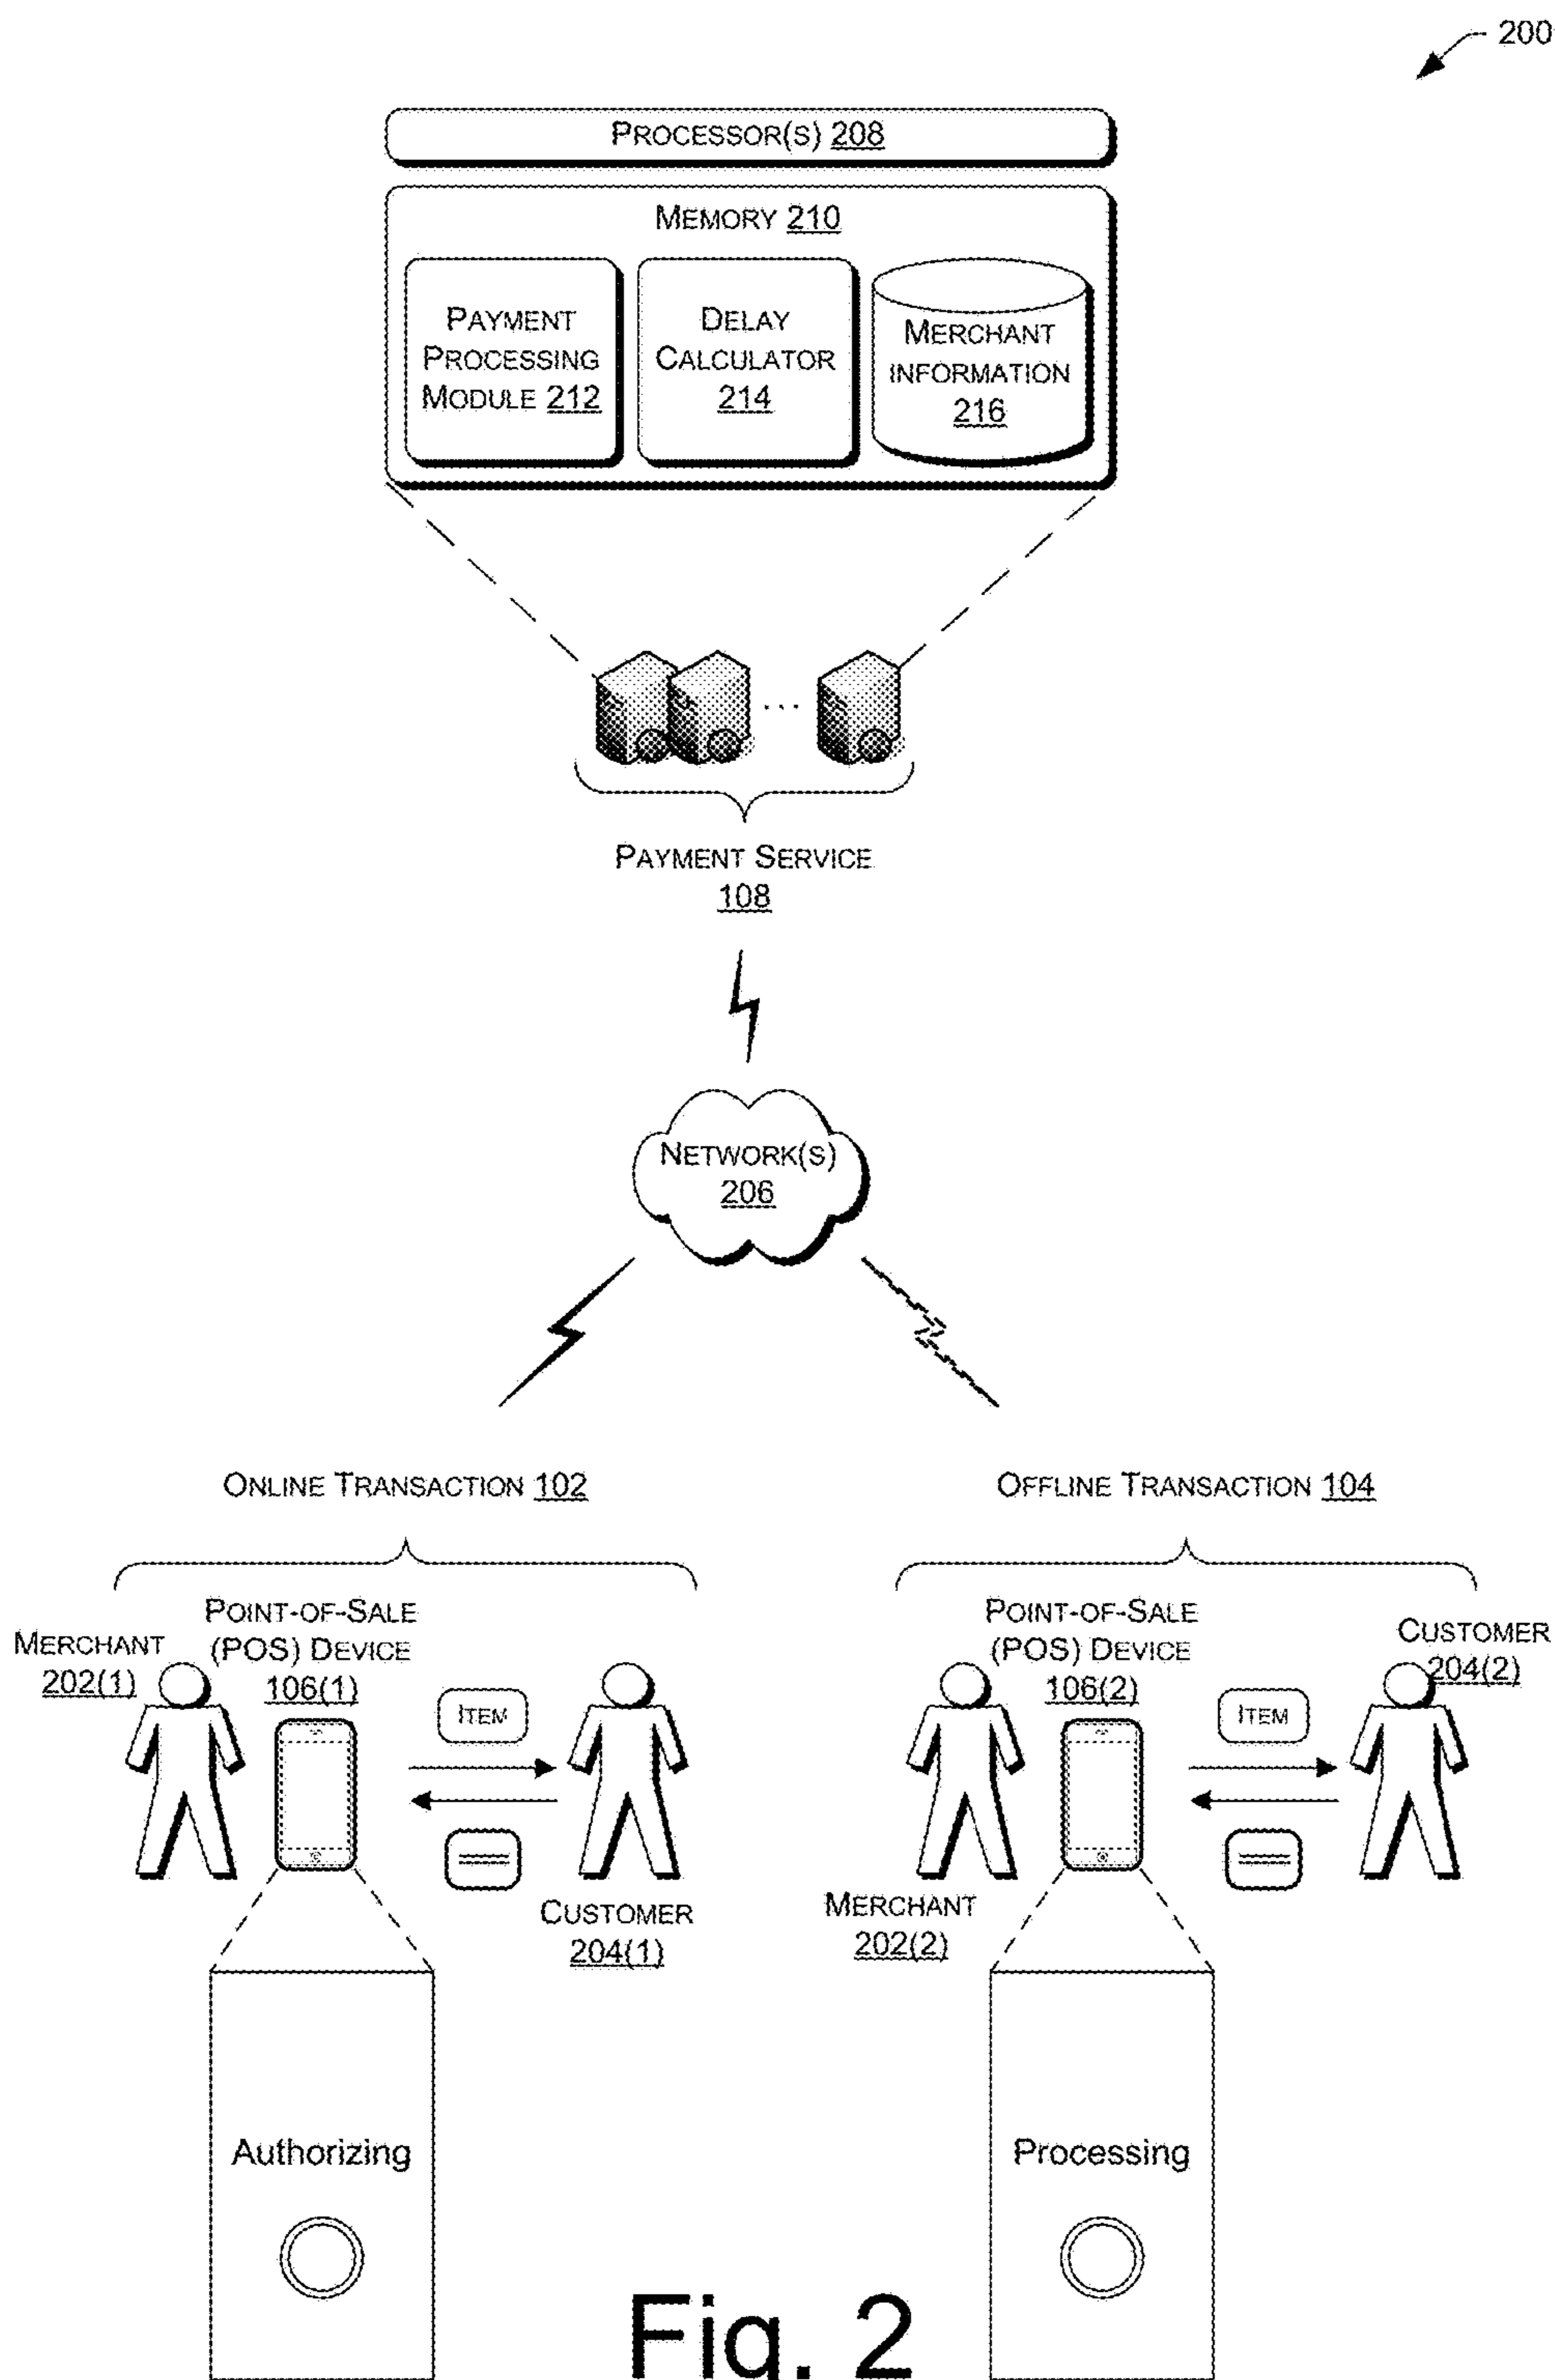 200
PROCESSOR(S) 208
MEMORY 210
PAYMENT
PROCESSING
MODULE 212
DELAY
CALCULATOR
214
MERCHANT
INFORMATION
216
...
PAYMENT SERVICE
108
NETWORK(S)
206
ONLINE TRANSACTION 102
POINT-OF-SALE
(POS) DEVICE
106(1)
MERCHANT
202(1)
ITEM
CUSTOMER
204(1)
Authorizing
OFFLINE TRANSACTION 104
POINT-OF-SALE
(POS) DEVICE
106(2)
CUSTOMER
204(2)
ITEM
MERCHANT
202(2)
Processing
Fig. 2